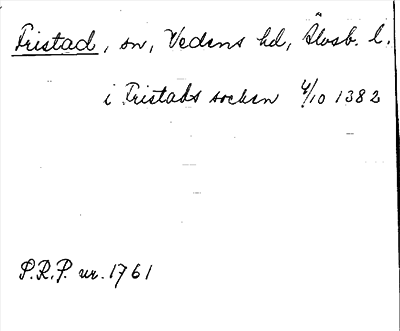 Fristad, sn, Vedens hd, Älvsb. l.
i Fristads socken 4/10 1382
P.R.P. nr. 1761